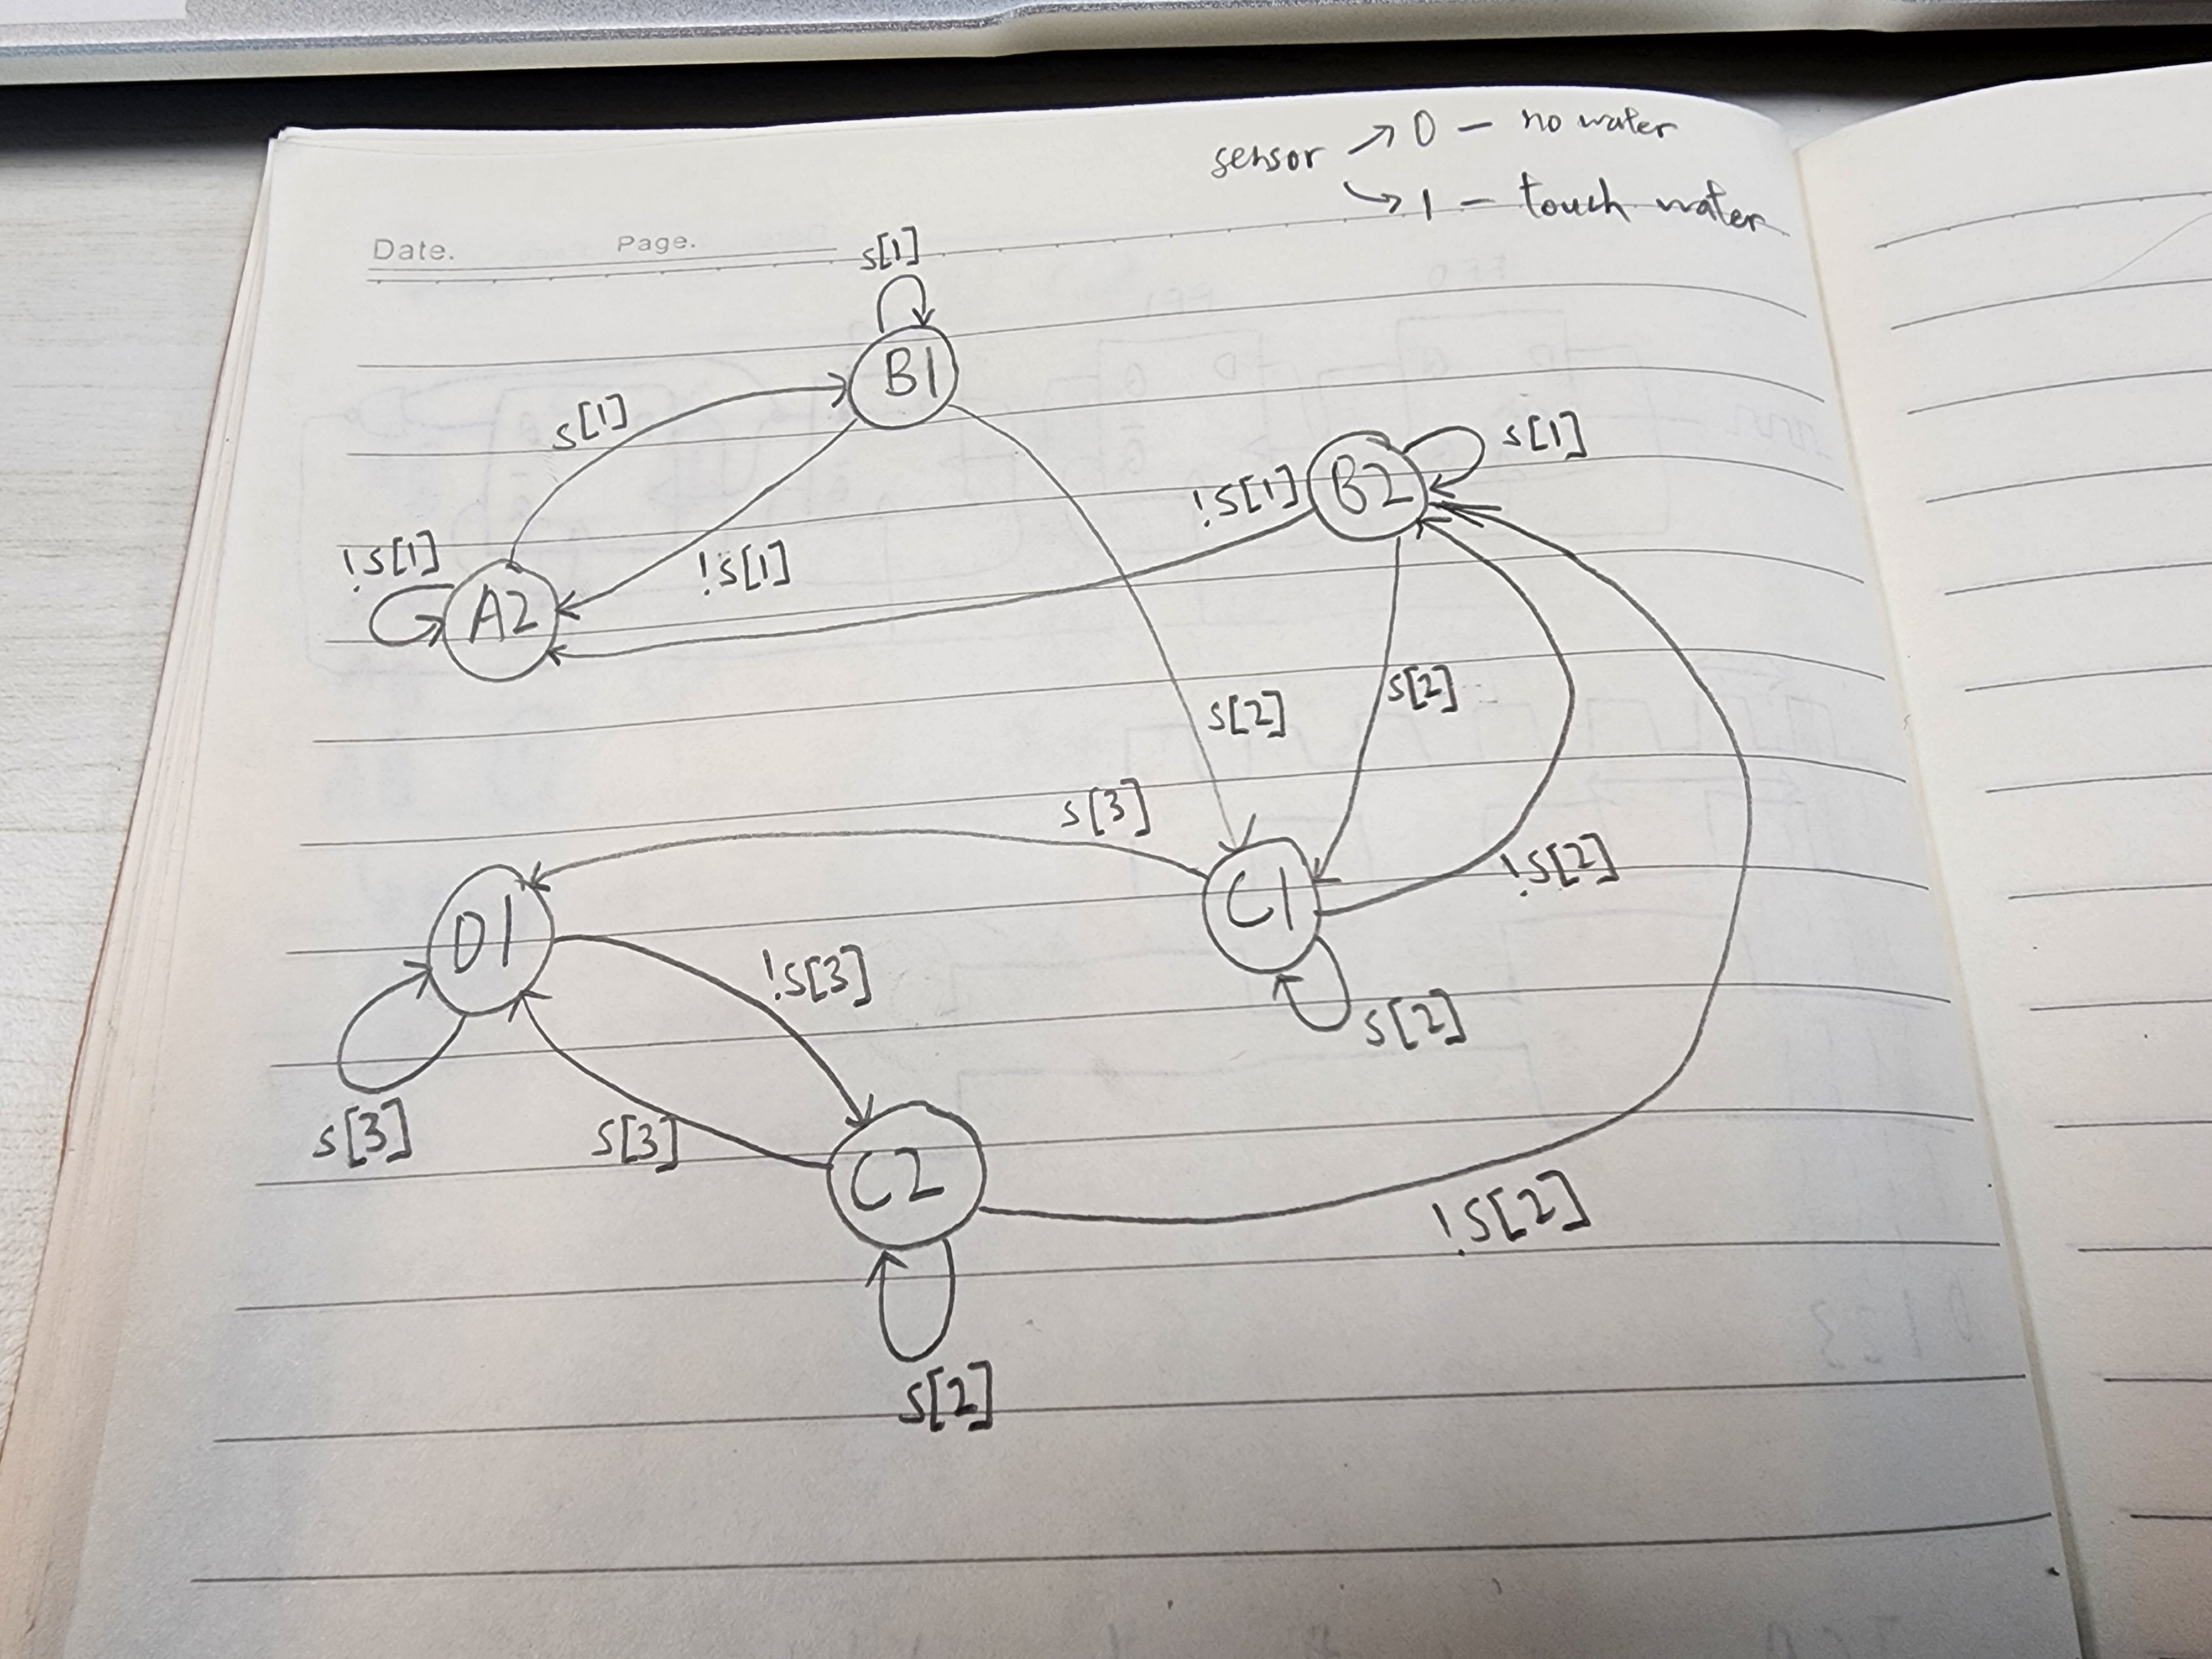 sensor → 0 – no water
→ 1 – touch water
Date. Page.
s[1]
B1
s[1]
s[1]
B2
!s[1]
!s[1]
!s[1]
A2
s[2]
s[2]
s[3]
!s[2]
C1
D1
!s[3]
s[2]
s[3]
s[3]
C2
!s[2]
s[2]